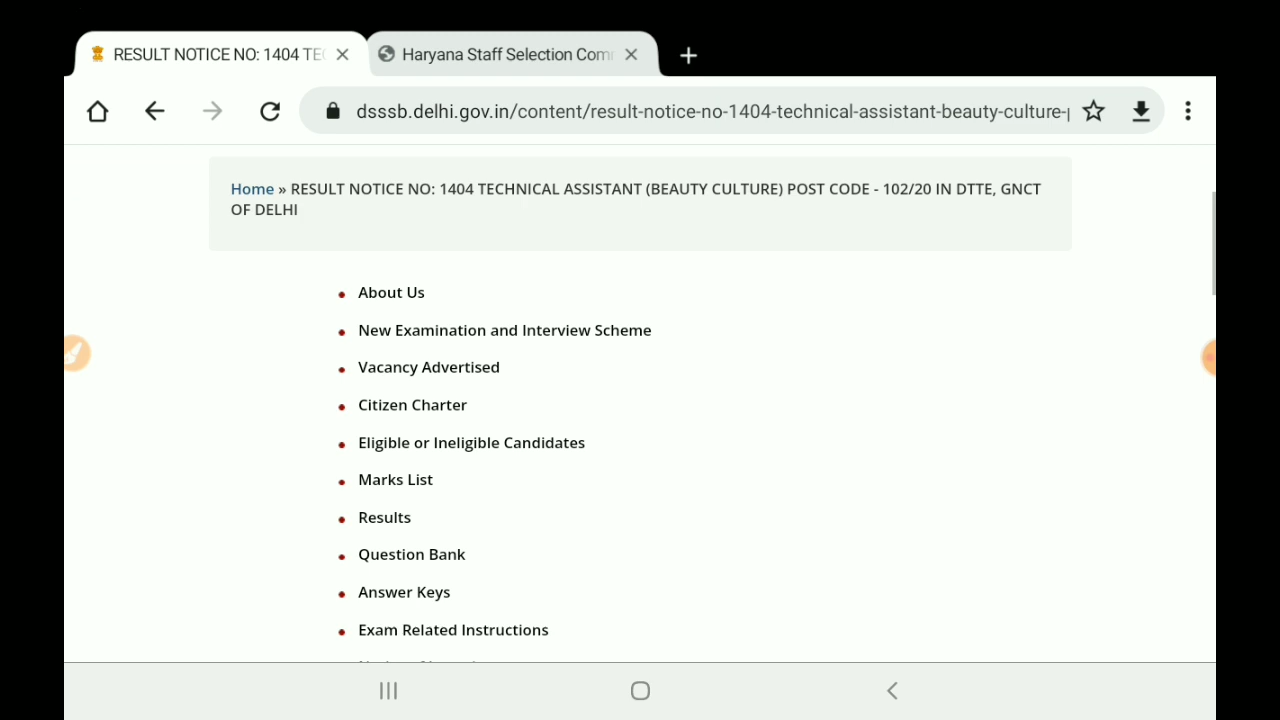 RESULT NOTICE NO: 1404 TEC
Haryana Staff Selection Com
dsssb.delhi.gov.in/content/result-notice-no-1404-technical-assistant-beauty-culture-p
Home » RESULT NOTICE NO: 1404 TECHNICAL ASSISTANT (BEAUTY CULTURE) POST CODE - 102/20 IN DTTE, GNCT
OF DELHI
About Us
New Examination and Interview Scheme
Vacancy Advertised
Citizen Charter
Eligible or Ineligible Candidates
Marks List
Results
Question Bank
Answer Keys
Exam Related Instructions